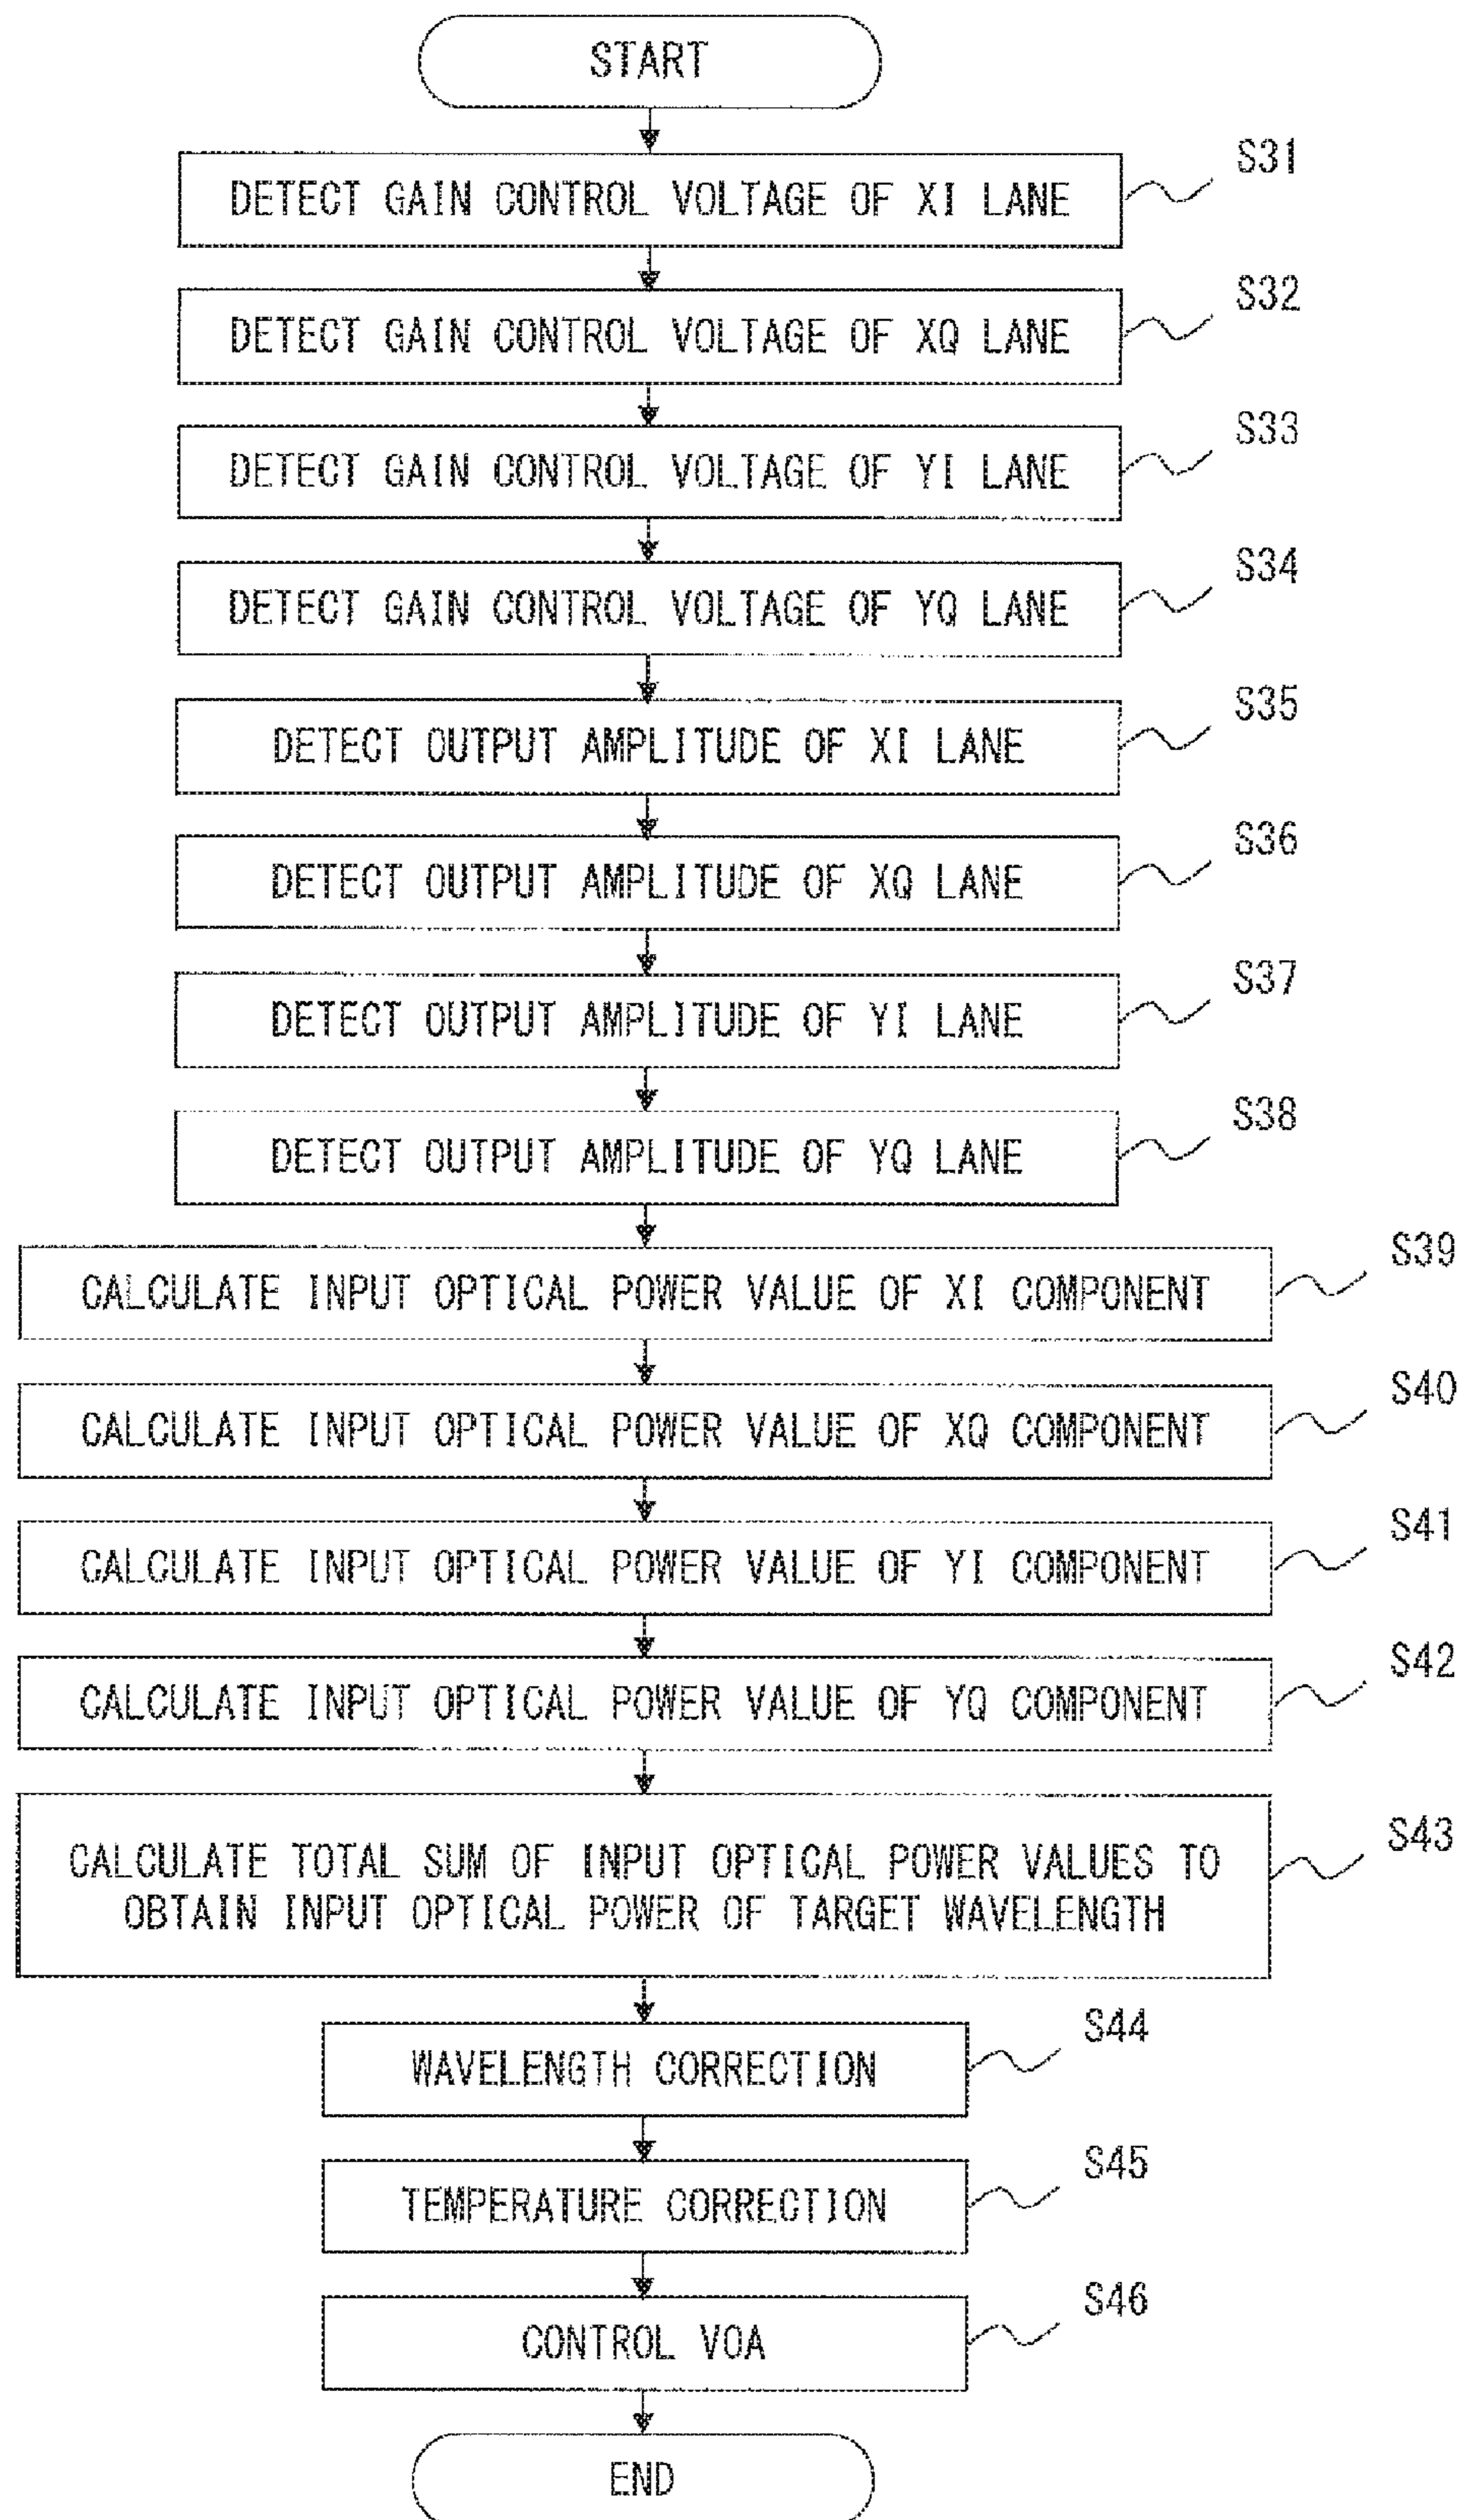 START
DETECT GAIN CONTROL VOLTAGE OF XI LANE
S31
DETECT GAIN CONTROL VOLTAGE OF XQ LANE
S32
DETECT GAIN CONTROL VOLTAGE OF YI LANE
S33
DETECT GAIN CONTROL VOLTAGE OF YQ LANE
S34
DETECT OUTPUT AMPLITUDE OF XI LANE
S35
DETECT OUTPUT AMPLITUDE OF XQ LANE
S36
DETECT OUTPUT AMPLITUDE OF YI LANE
S37
DETECT OUTPUT AMPLITUDE OF YQ LANE
S38
CALCULATE INPUT OPTICAL POWER VALUE OF XI COMPONENT
S39
CALCULATE INPUT OPTICAL POWER VALUE OF XQ COMPONENT
S40
CALCULATE INPUT OPTICAL POWER VALUE OF YI COMPONENT
S41
CALCULATE INPUT OPTICAL POWER VALUE OF YQ COMPONENT
S42
CALCULATE TOTAL SUM OF INPUT OPTICAL POWER VALUES TO
OBTAIN INPUT OPTICAL POWER OF TARGET WAVELENGTH
S43
WAVELENGTH CORRECTION
S44
TEMPERATURE CORRECTION
S45
CONTROL VOA
S46
END